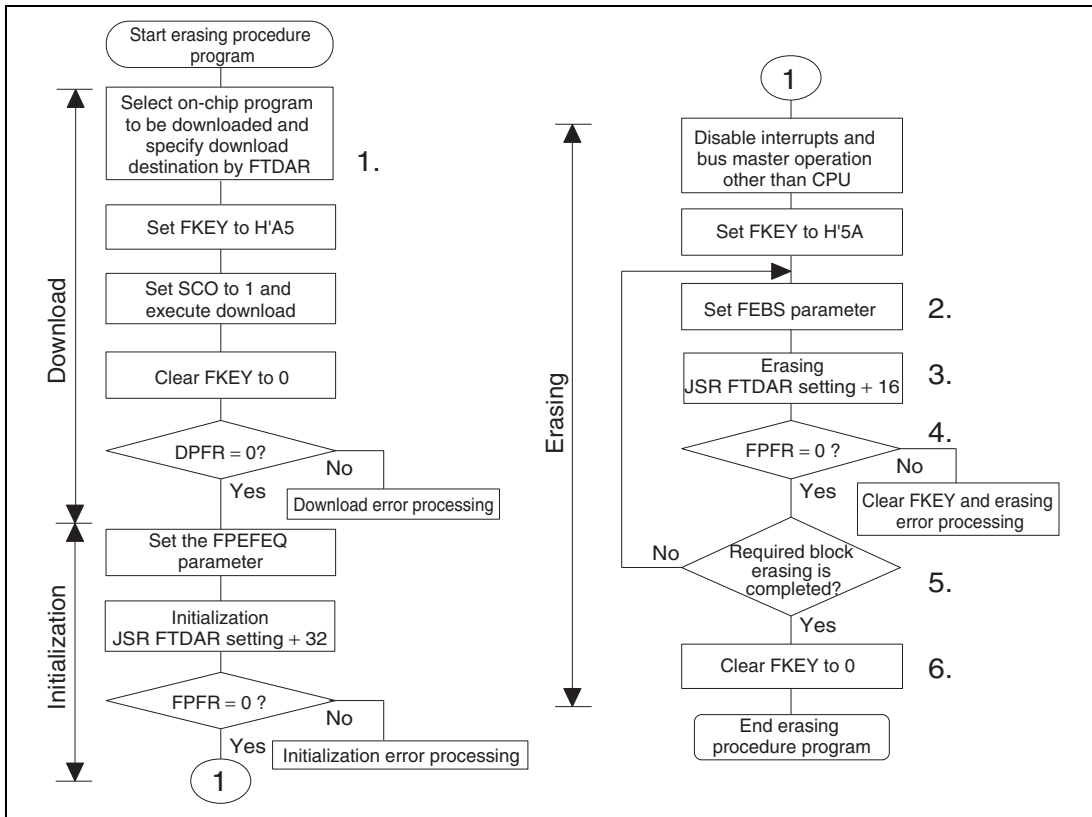 Start erasing procedure
program
Select on-chip program
to be downloaded and
specify download
destination by FTDAR
1.
Set FKEY to H'A5
Set SCO to 1 and
execute download
Clear FKEY to 0
DPFR = 0?
No
Yes
Download error processing
Download
Set the FPEFEQ
parameter
Initialization
JSR FTDAR setting + 32
FPFR = 0 ?
No
Yes
Initialization error processing
Initialization
1
1
Disable interrupts and
bus master operation
other than CPU
Set FKEY to H'5A
Set FEBS parameter
2.
Erasing
JSR FTDAR setting + 16
3.
4.
FPFR = 0 ?
No
Yes
Clear FKEY and erasing
error processing
No
Required block
erasing is
completed?
5.
Yes
Clear FKEY to 0
6.
Erasing
End erasing
procedure program